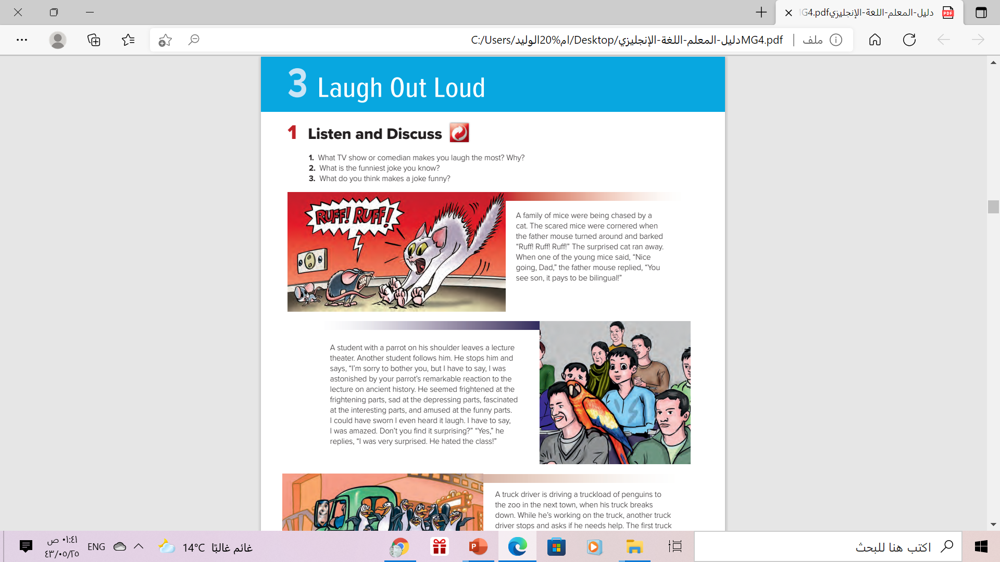 دليل-المعلم-اللغة-الإنجليزيMG4.pdf
C:/Users/ام%20الوليد/Desktop/دليل-المعلم-اللغة-الإنجليزيMG4.pdf
ملف
3 Laugh Out Loud
1 Listen and Discuss
1. What TV show or comedian makes you laugh the most? Why?
2. What is the funniest joke you know?
3. What do you think makes a joke funny?
RUFF! RUFF!
A family of mice were being chased by a
cat. The scared mice were cornered when
the father mouse turned around and barked
“Ruff! Ruff! Ruff!” The surprised cat ran away.
When one of the young mice said, “Nice
going, Dad,” the father mouse replied, “You
see son, it pays to be bilingual!”
A student with a parrot on his shoulder leaves a lecture
theater. Another student follows him. He stops him and
says, “I’m sorry to bother you, but I have to say, I was
astonished by your parrot’s remarkable reaction to the
lecture on ancient history. He seemed frightened at the
frightening parts, sad at the depressing parts, fascinated
at the interesting parts, and amused at the funny parts.
I could have sworn I even heard it laugh. I have to say,
I was amazed. Don’t you find it surprising?” “Yes,” he
replies, “I was very surprised. He hated the class!”
A truck driver is driving a truckload of penguins to
the zoo in the next town, when his truck breaks
down. While he’s working on the truck, another truck
driver stops and asks if he needs help. The first truck
٠١:٤١ ص
٤٣/٠٥/٢٥
ENG
14°C غائم غالبًا
اكتب هنا للبحث